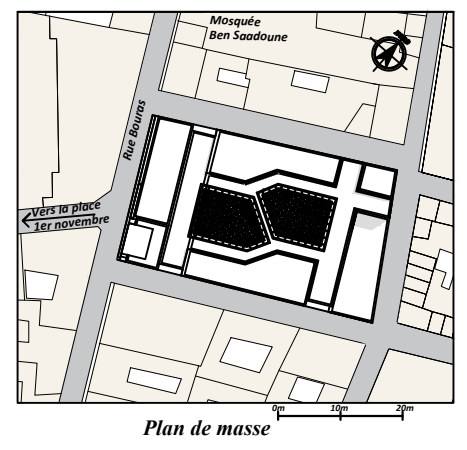 Mosquée
Ben Saadoune
Rue Bouras
Vers la place
1er novembre
0m 10m 20m
Plan de masse